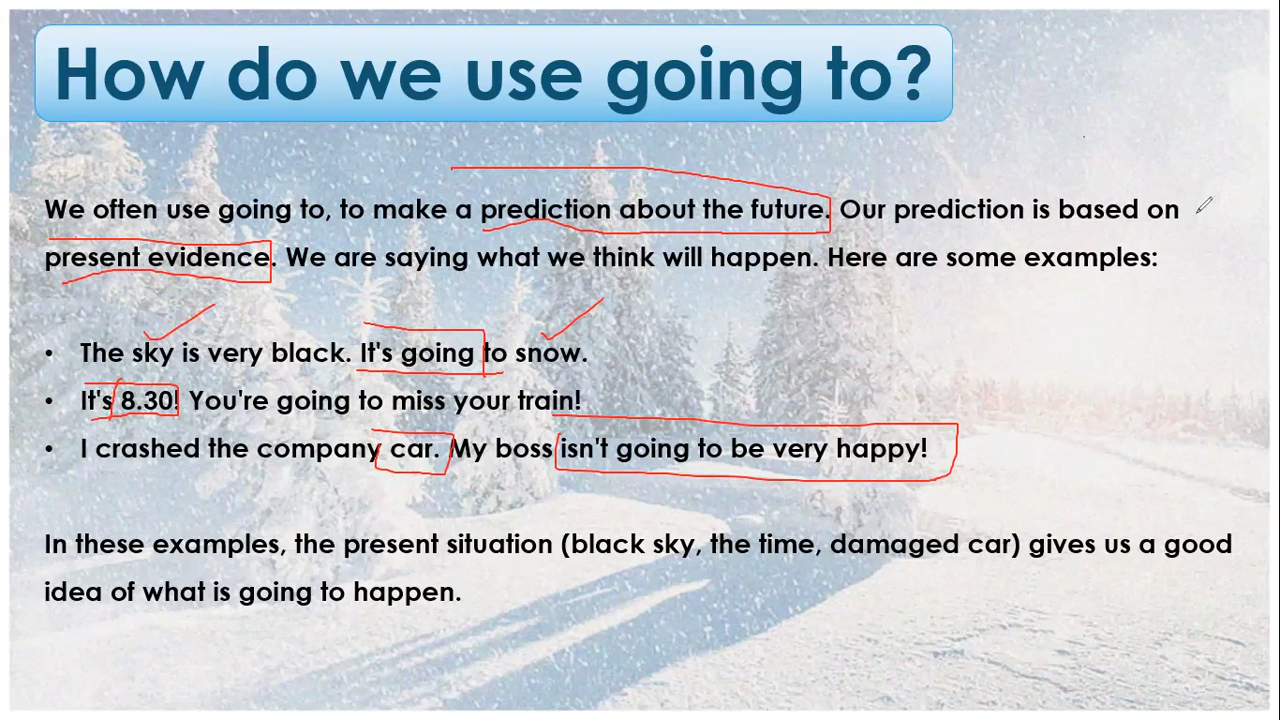 How do we use going to?
We often use going to, to make a prediction about the future. Our prediction is based on
present evidence. We are saying what we think will happen. Here are some examples:
• The sky is very black. It's going to snow.
• It's 8.30! You're going to miss your train!
• I crashed the company car. My boss isn't going to be very happy!
In these examples, the present situation (black sky, the time, damaged car) gives us a good
idea of what is going to happen.